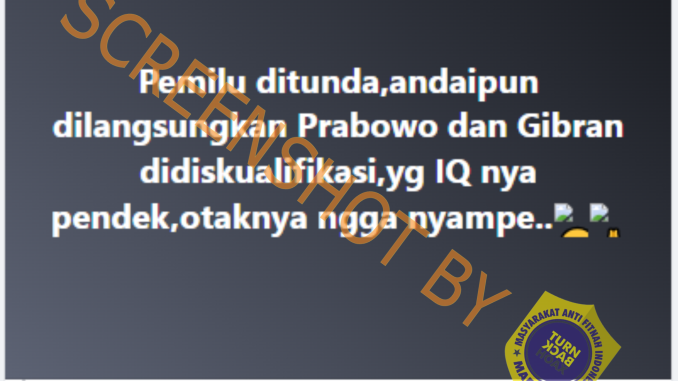 Pemilu ditunda,andaipun
dilangsungkan Prabowo dan Gibran
didiskualifikasi,yg IQ nya
pendek,otaknya ngga nyampe..
SCREENSHOT BY
MASYARAKAT ANTI FITNAH INDONE
TURN
BACK
HOAX